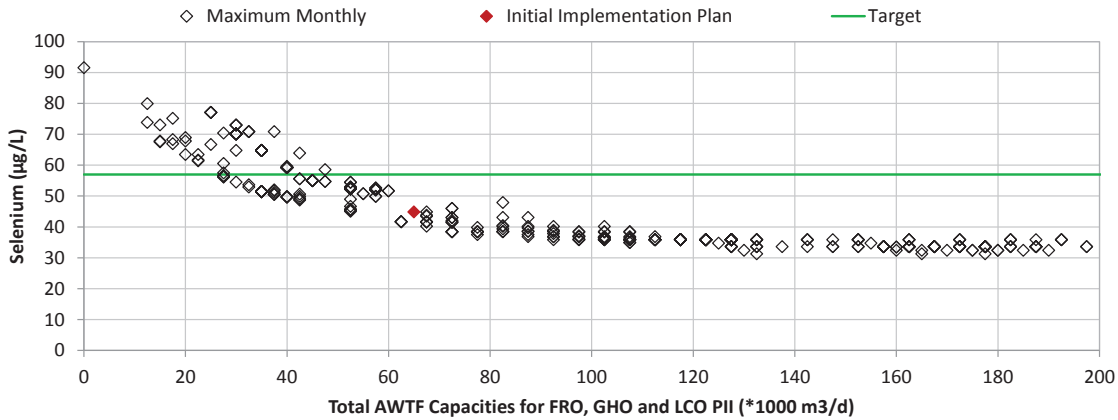 Maximum Monthly Initial Implementation Plan Target
100
90
80
70
60
50
40
30
20
10
0
Selenium (µg/L)
0 20 40 60 80 100 120 140 160 180 200
Total AWTF Capacities for FRO, GHO and LCO PII (*1000 m3/d)